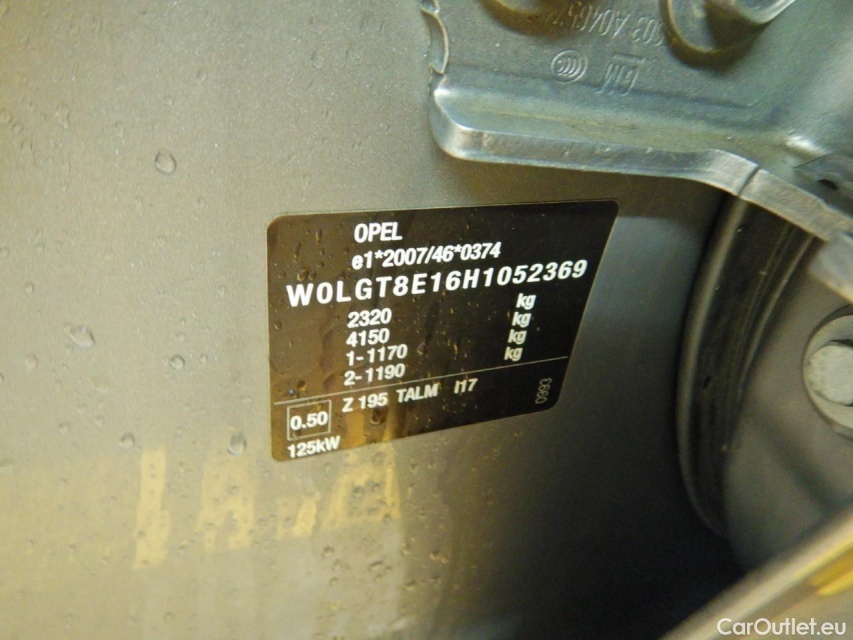 OPEL
e1*2007/46*0374
W0LGT8E16H1052369
2320 kg
4150 kg
1-1170 kg
2-1190 kg
0.50 Z 195 TALM I17
125kW
0993
GM
CarOutlet.eu